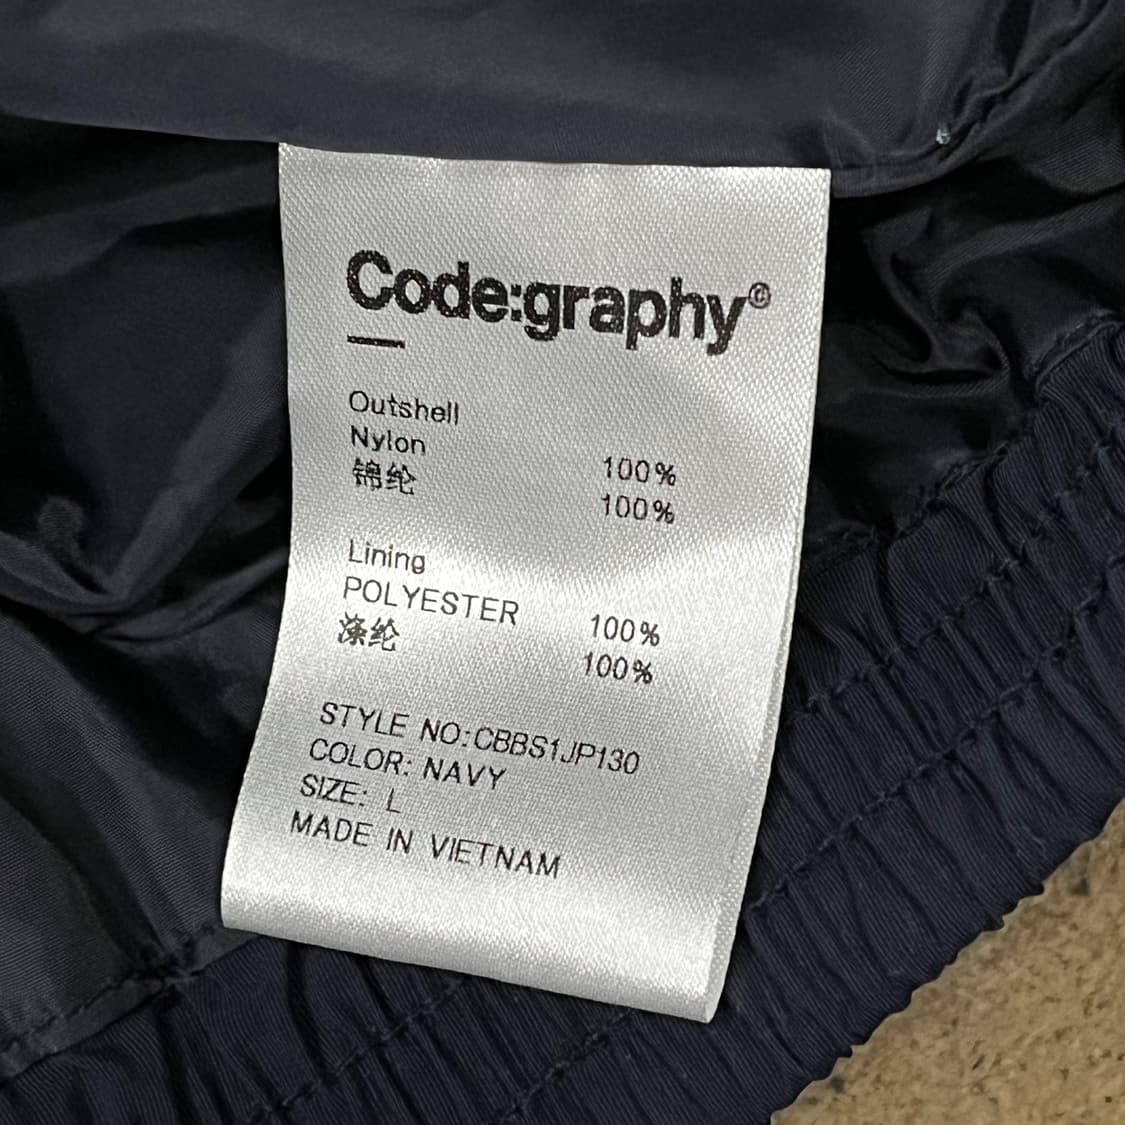 Code:graphy©
Outshell
Nylon 100%
锦纶 100%
Lining
POLYESTER 100%
涤纶 100%
STYLE NO:CBBS1JP130
COLOR: NAVY
SIZE: L
MADE IN VIETNAM